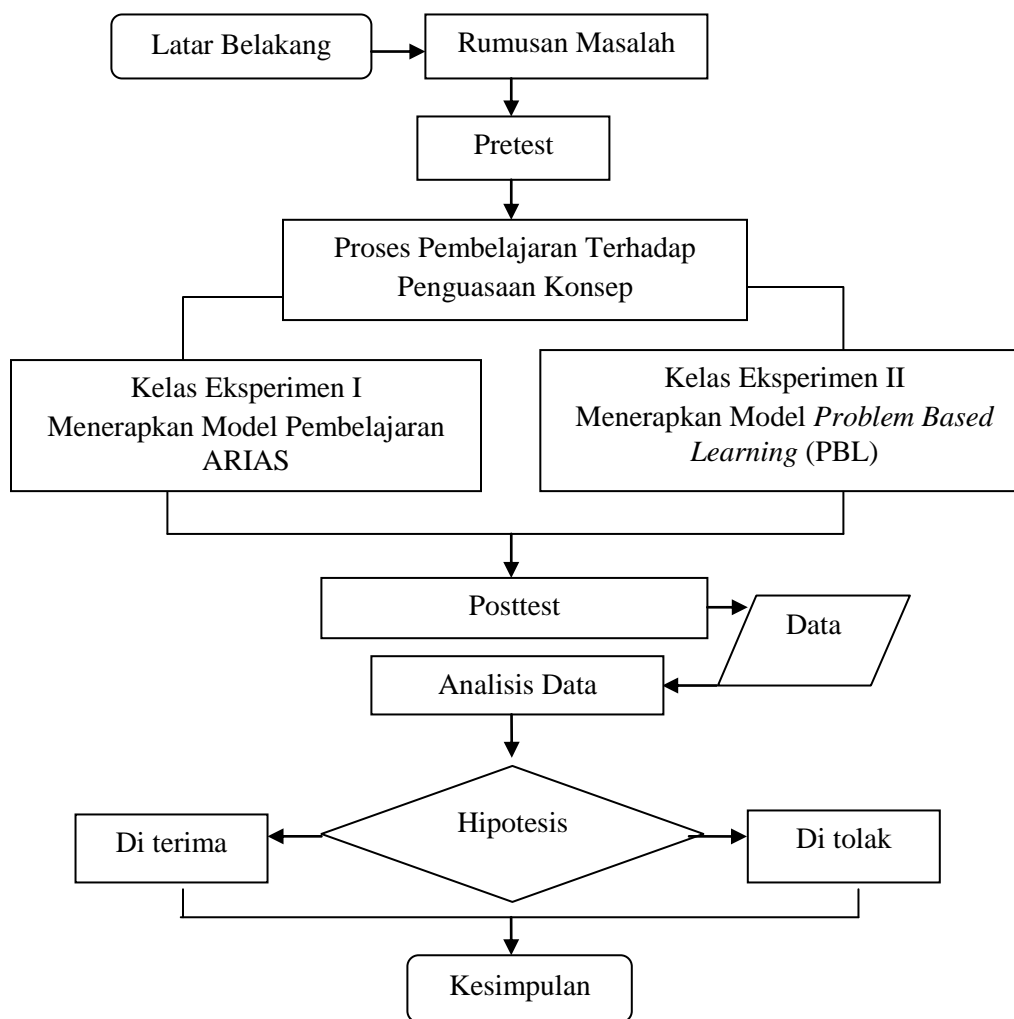 Latar Belakang
Rumusan Masalah
Pretest
Proses Pembelajaran Terhadap
Penguasaan Konsep
Kelas Eksperimen I
Menerapkan Model Pembelajaran
ARIAS
Kelas Eksperimen II
Menerapkan Model Problem Based
Learning (PBL)
Posttest
Data
Analisis Data
Hipotesis
Di terima
Di tolak
Kesimpulan